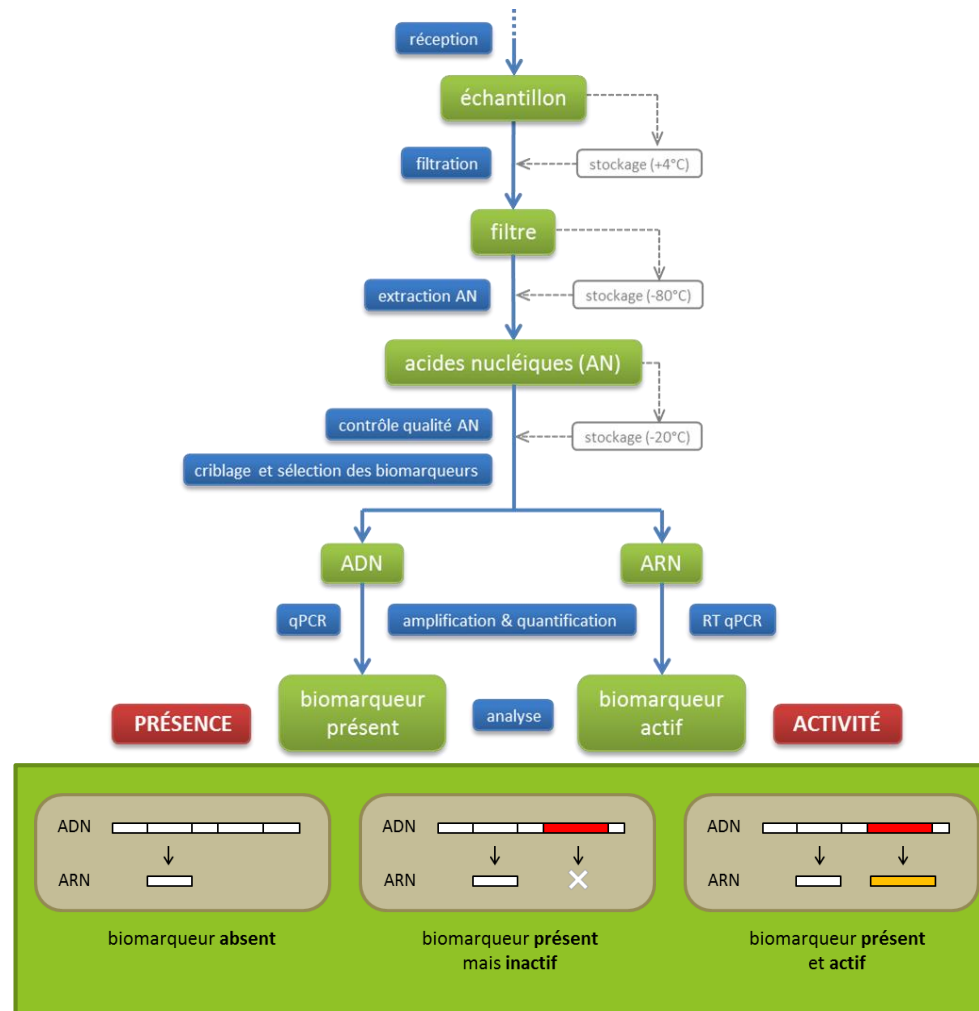 réception
échantillon
filtration
stockage (+4°C)
filtre
extraction AN
stockage (-80°C)
acides nucléiques (AN)
contrôle qualité AN
stockage (-20°C)
criblage et sélection des biomarqueurs
ADN
ARN
qPCR
amplification & quantification
RT qPCR
PRÉSENCE
biomarqueur
présent
analyse
biomarqueur
actif
ACTIVITÉ
ADN
ARN
biomarqueur absent
ADN
ARN
biomarqueur présent
mais inactif
ADN
ARN
biomarqueur présent
et actif